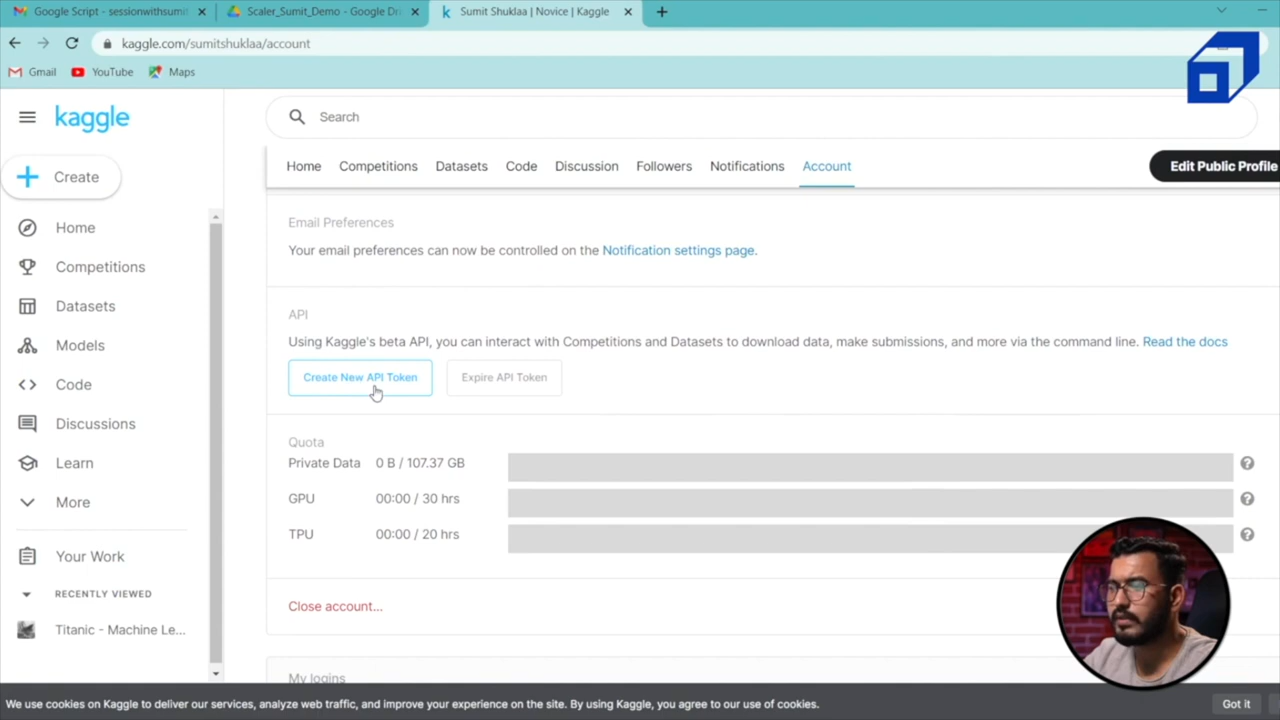 Google Script - sessionwithsumit
Scaler_Sumit_Demo - Google Dri
Sumit Shuklaa | Novice | Kaggle
kaggle.com/sumitshuklaa/account
Gmail
YouTube
Maps
kaggle
Search
Home
Competitions
Datasets
Code
Discussion
Followers
Notifications
Account
Edit Public Profile
Create
Home
Competitions
Datasets
Models
Code
Discussions
Learn
More
Your Work
RECENTLY VIEWED
Titanic - Machine Le...
Email Preferences
Your email preferences can now be controlled on the Notification settings page.
API
Using Kaggle's beta API, you can interact with Competitions and Datasets to download data, make submissions, and more via the command line. Read the docs
Create New API Token
Expire API Token
Quota
Private Data 0 B / 107.37 GB
GPU 00:00 / 30 hrs
TPU 00:00 / 20 hrs
Close account...
My logins
We use cookies on Kaggle to deliver our services, analyze web traffic, and improve your experience on the site. By using Kaggle, you agree to our use of cookies.
Got it